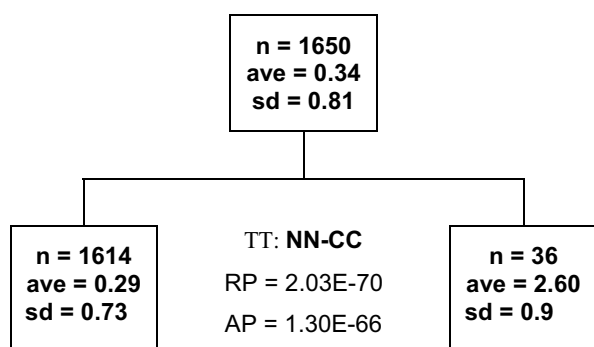 n = 1650
ave = 0.34
sd = 0.81
n = 1614
ave = 0.29
sd = 0.73
TT: NN-CC
RP = 2.03E-70
AP = 1.30E-66
n = 36
ave = 2.60
sd = 0.9